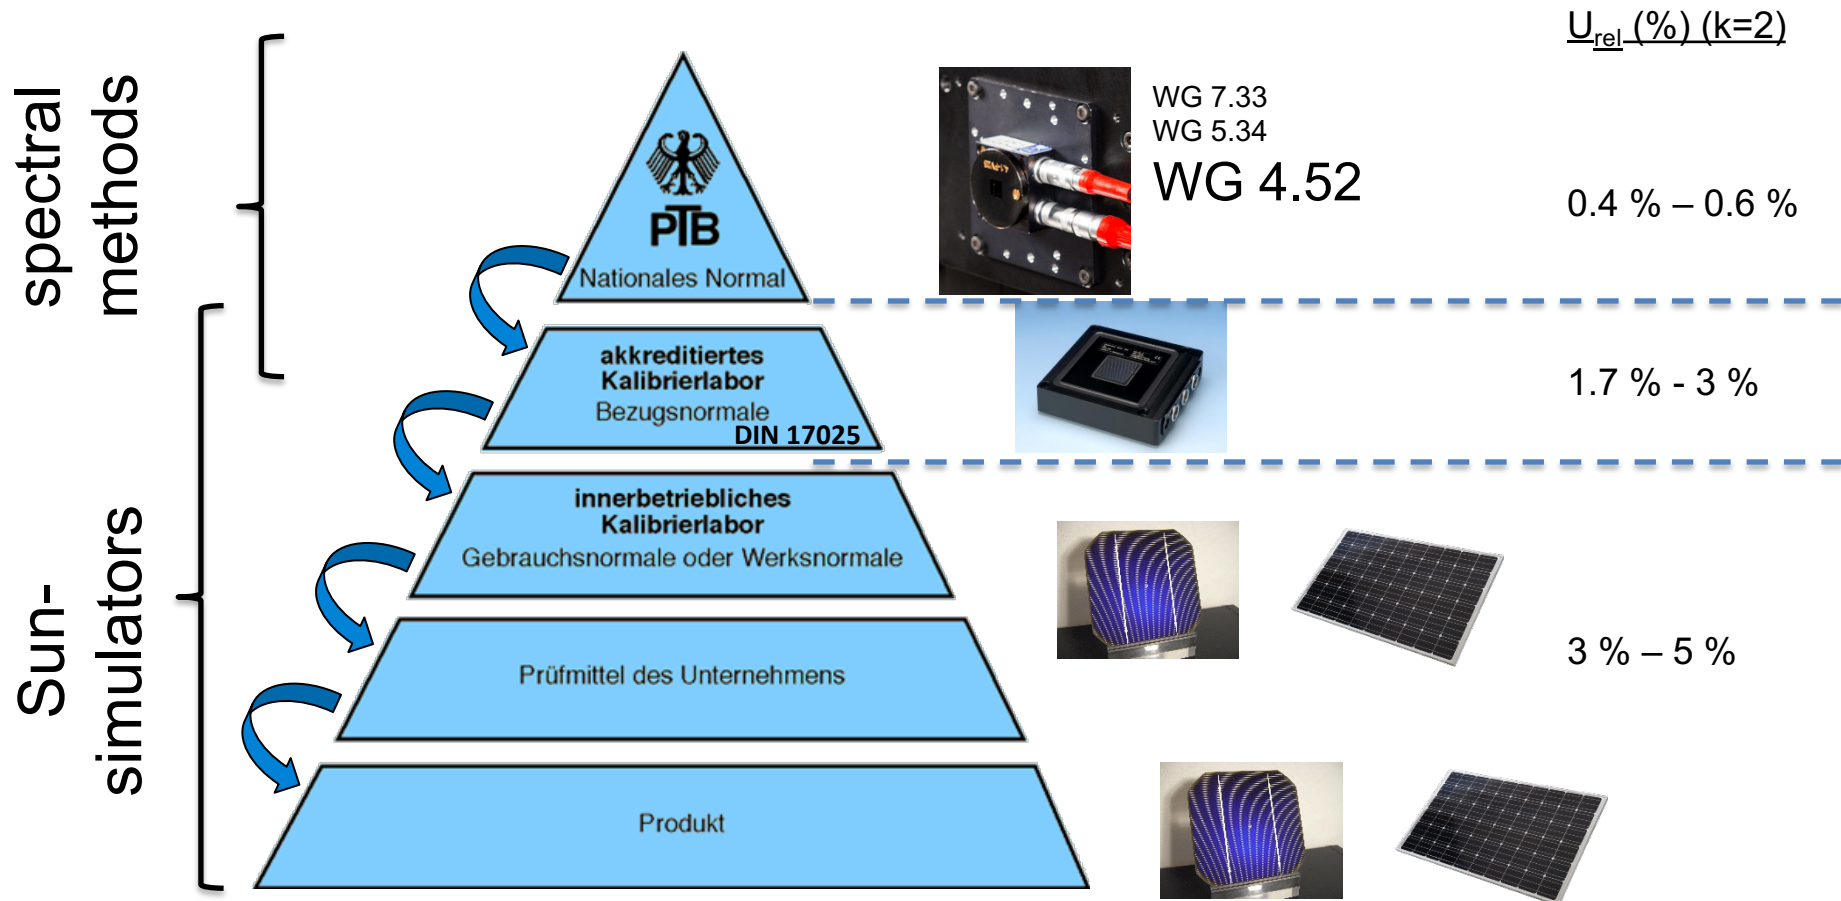 spectral
methods
Sun-
simulators
PTB
Nationales Normal
akkreditiertes
Kalibrierlabor
Bezugsnormale
DIN 17025
innerbetriebliches
Kalibrierlabor
Gebrauchsnormale oder Werksnormale
Prüfmittel des Unternehmens
Produkt
WG 7.33
WG 5.34
WG 4.52
Urel (%) (k=2)
0.4 % – 0.6 %
1.7 % - 3 %
3 % – 5 %